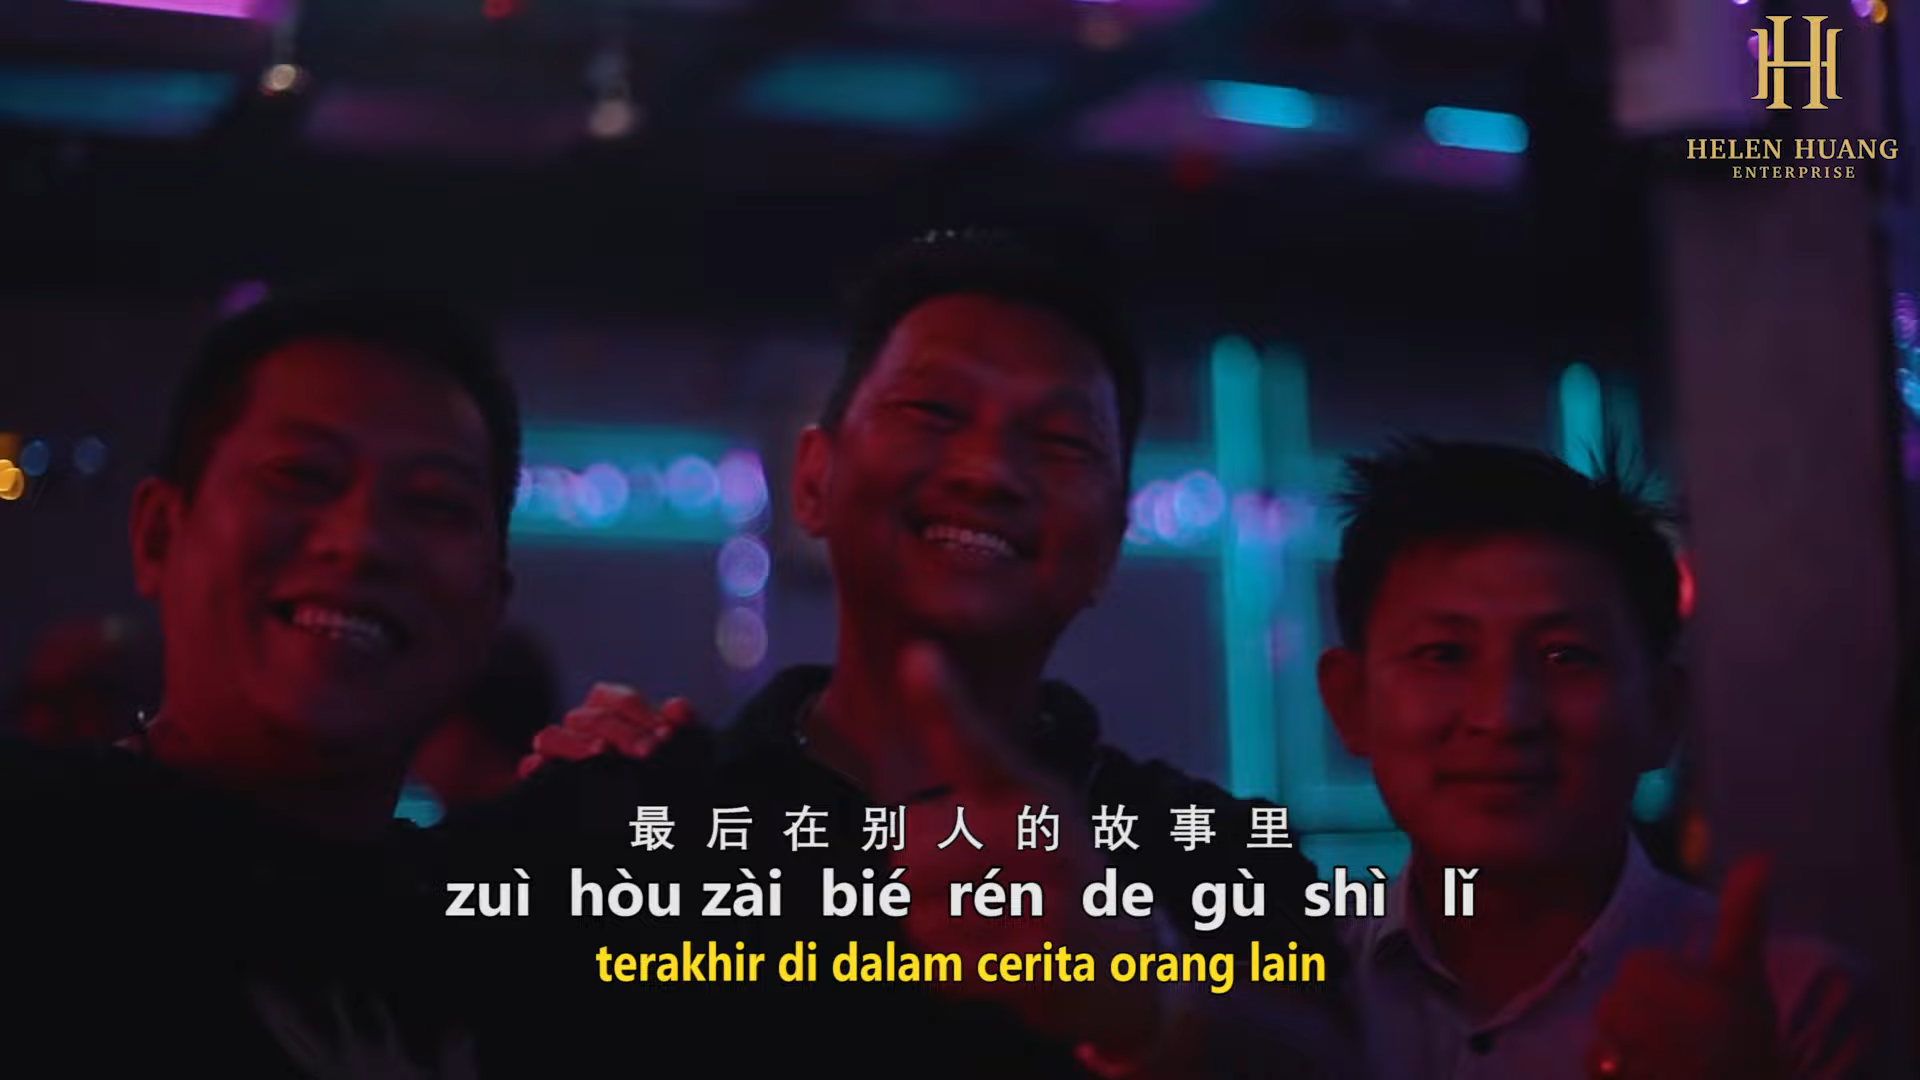 HH
HELEN HUANG
ENTERPRISE
最后在别人的故事里
zuì hòu zài bié rén de gù shì lǐ
terakhir di dalam cerita orang lain